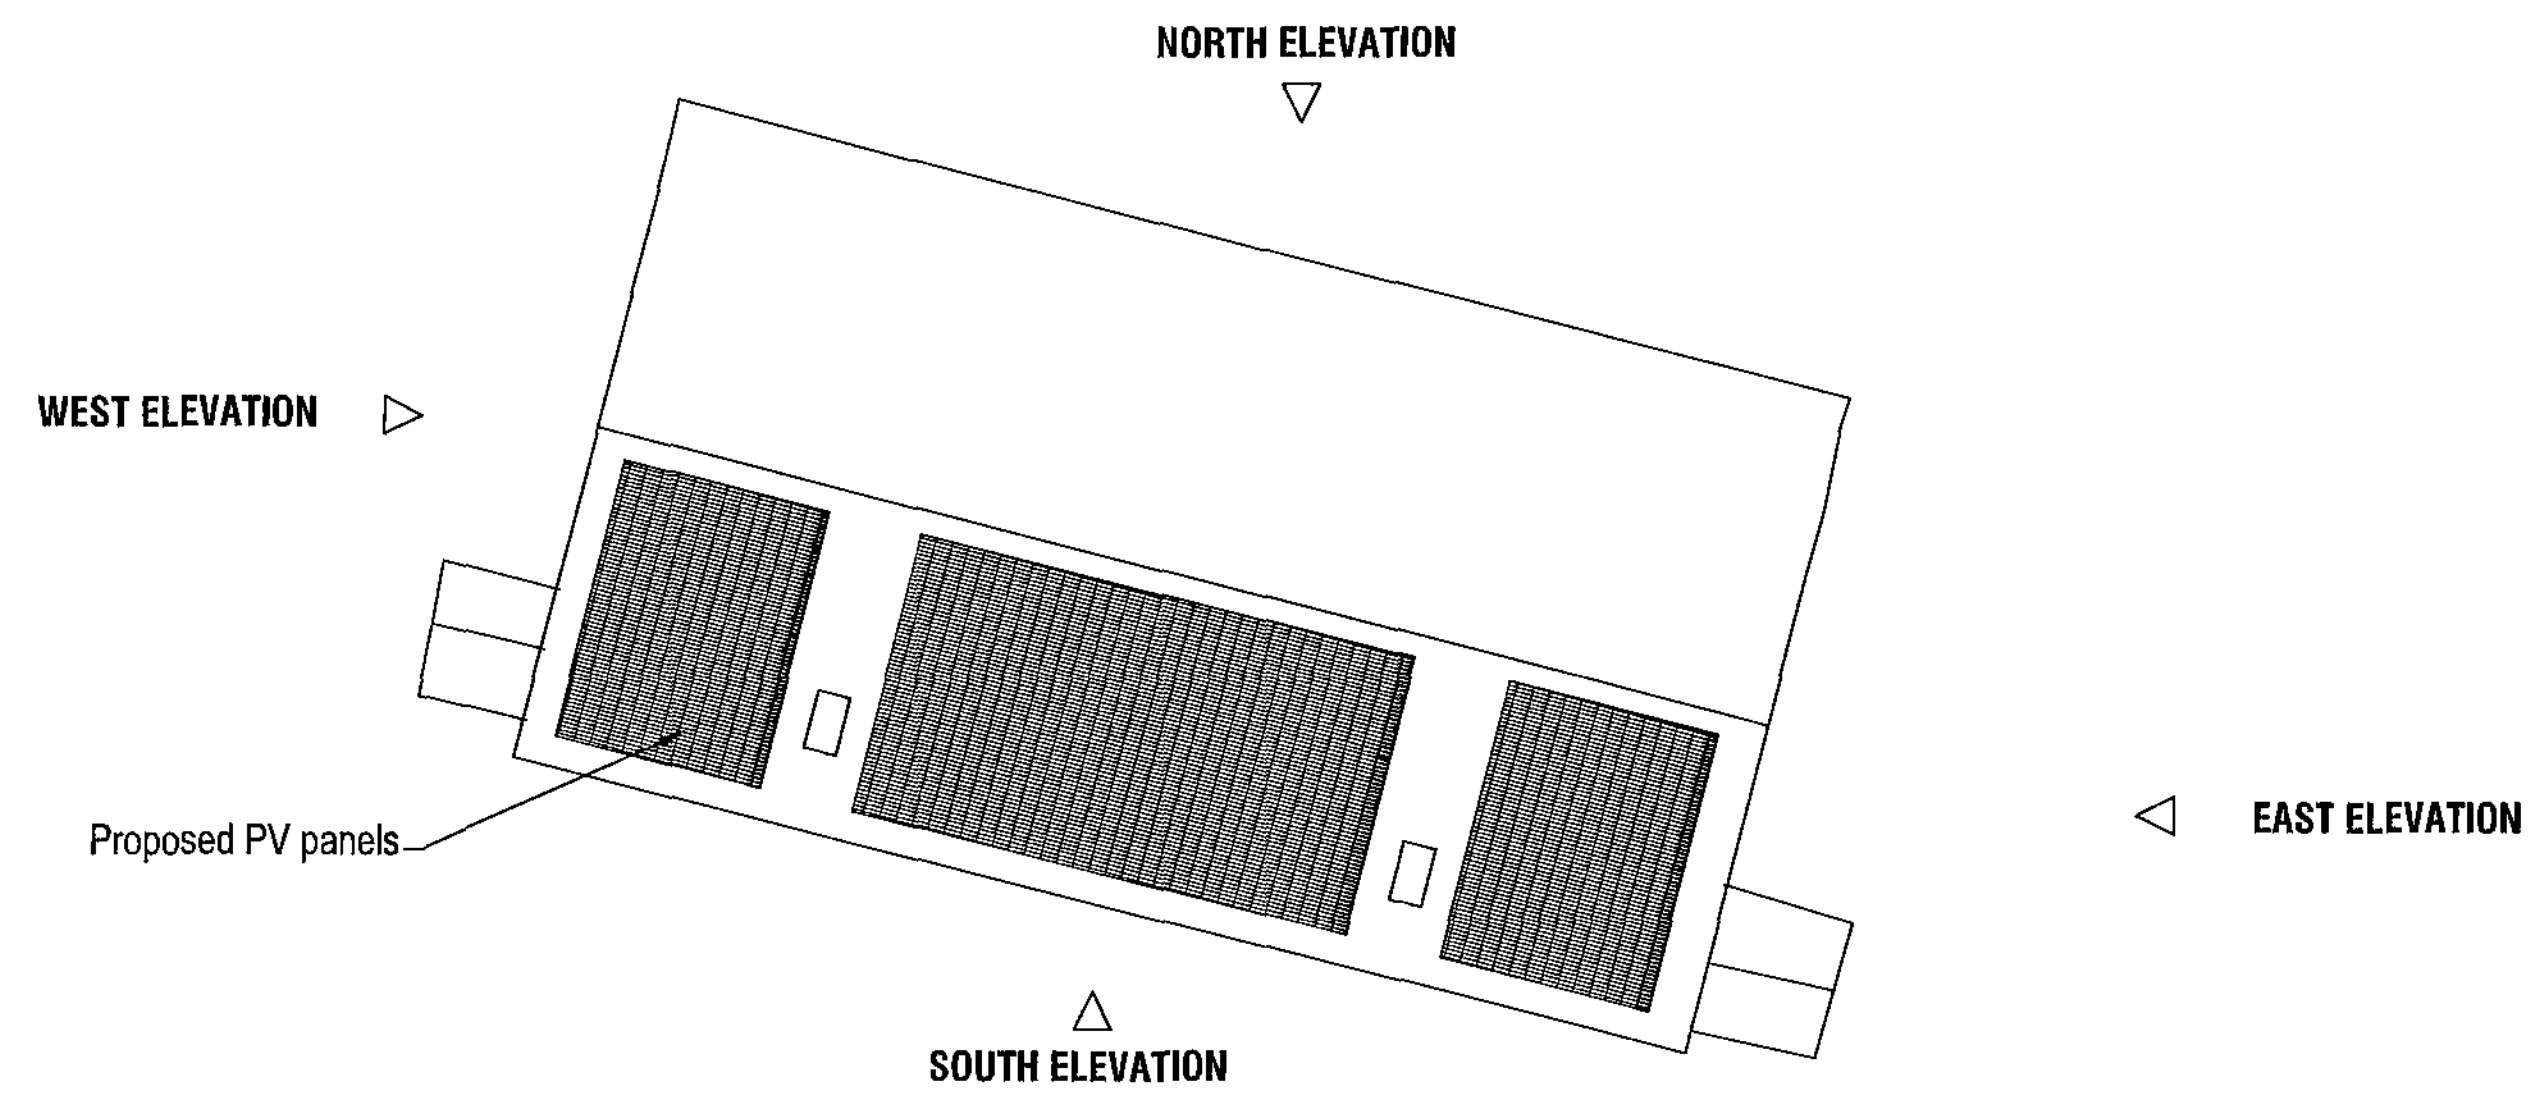 NORTH ELEVATION
WEST ELEVATION
EAST ELEVATION
Proposed PV panels
SOUTH ELEVATION